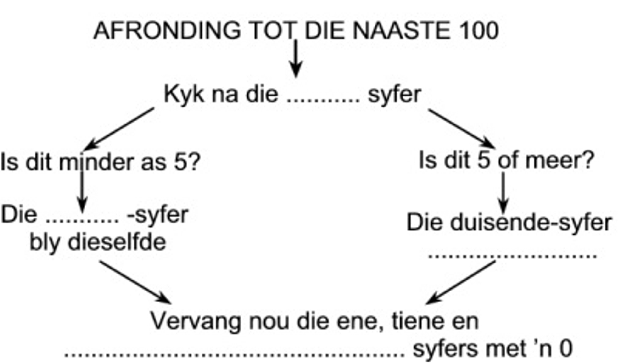 AFRONDING TOT DIE NAASTE 100
Kyk na die ........... syfer
Is dit minder as 5?
Die ........... -syfer
bly dieselfde
Is dit 5 of meer?
Die duisende-syfer
.........................
Vervang nou die ene, tiene en
.................................................. syfers met ’n 0